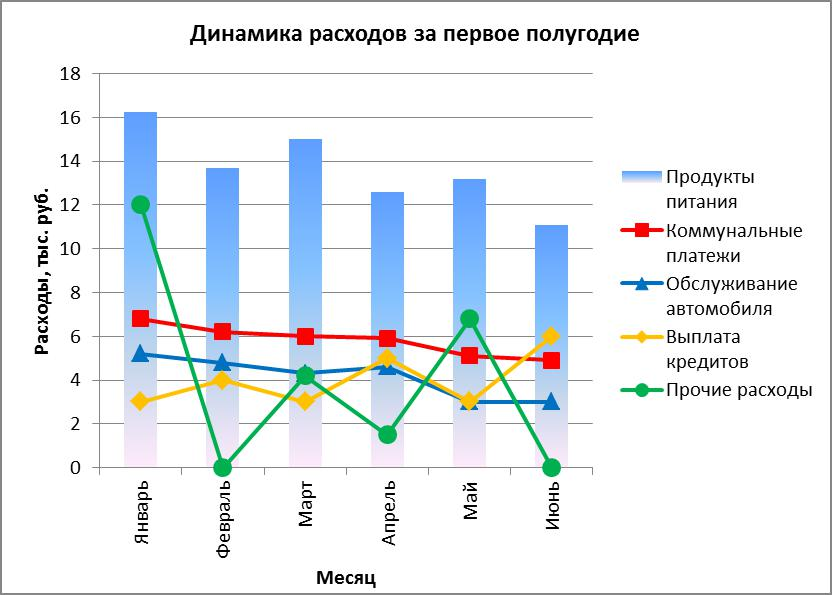 Динамика расходов за первое полугодие
18
16
14
12
10
8
6
4
2
0
Расходы, тыс. руб.
Январь
Февраль
Март
Апрель
Май
Июнь
Месяц
Продукты
питания
Коммунальные
платежи
Обслуживание
автомобиля
Выплата
кредитов
Прочие расходы